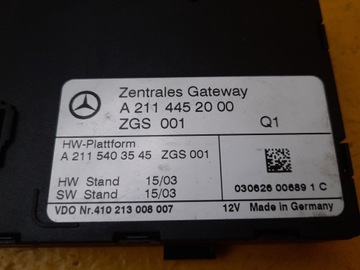 Zentrales Gateway
A 211 445 20 00
ZGS 001 Q1
HW-Plattform
A 211 540 35 45 ZGS 001
HW Stand 15/03
SW Stand 15/03
030626 00689 1 C
VDO Nr.410 213 006 007 12V Made in Germany